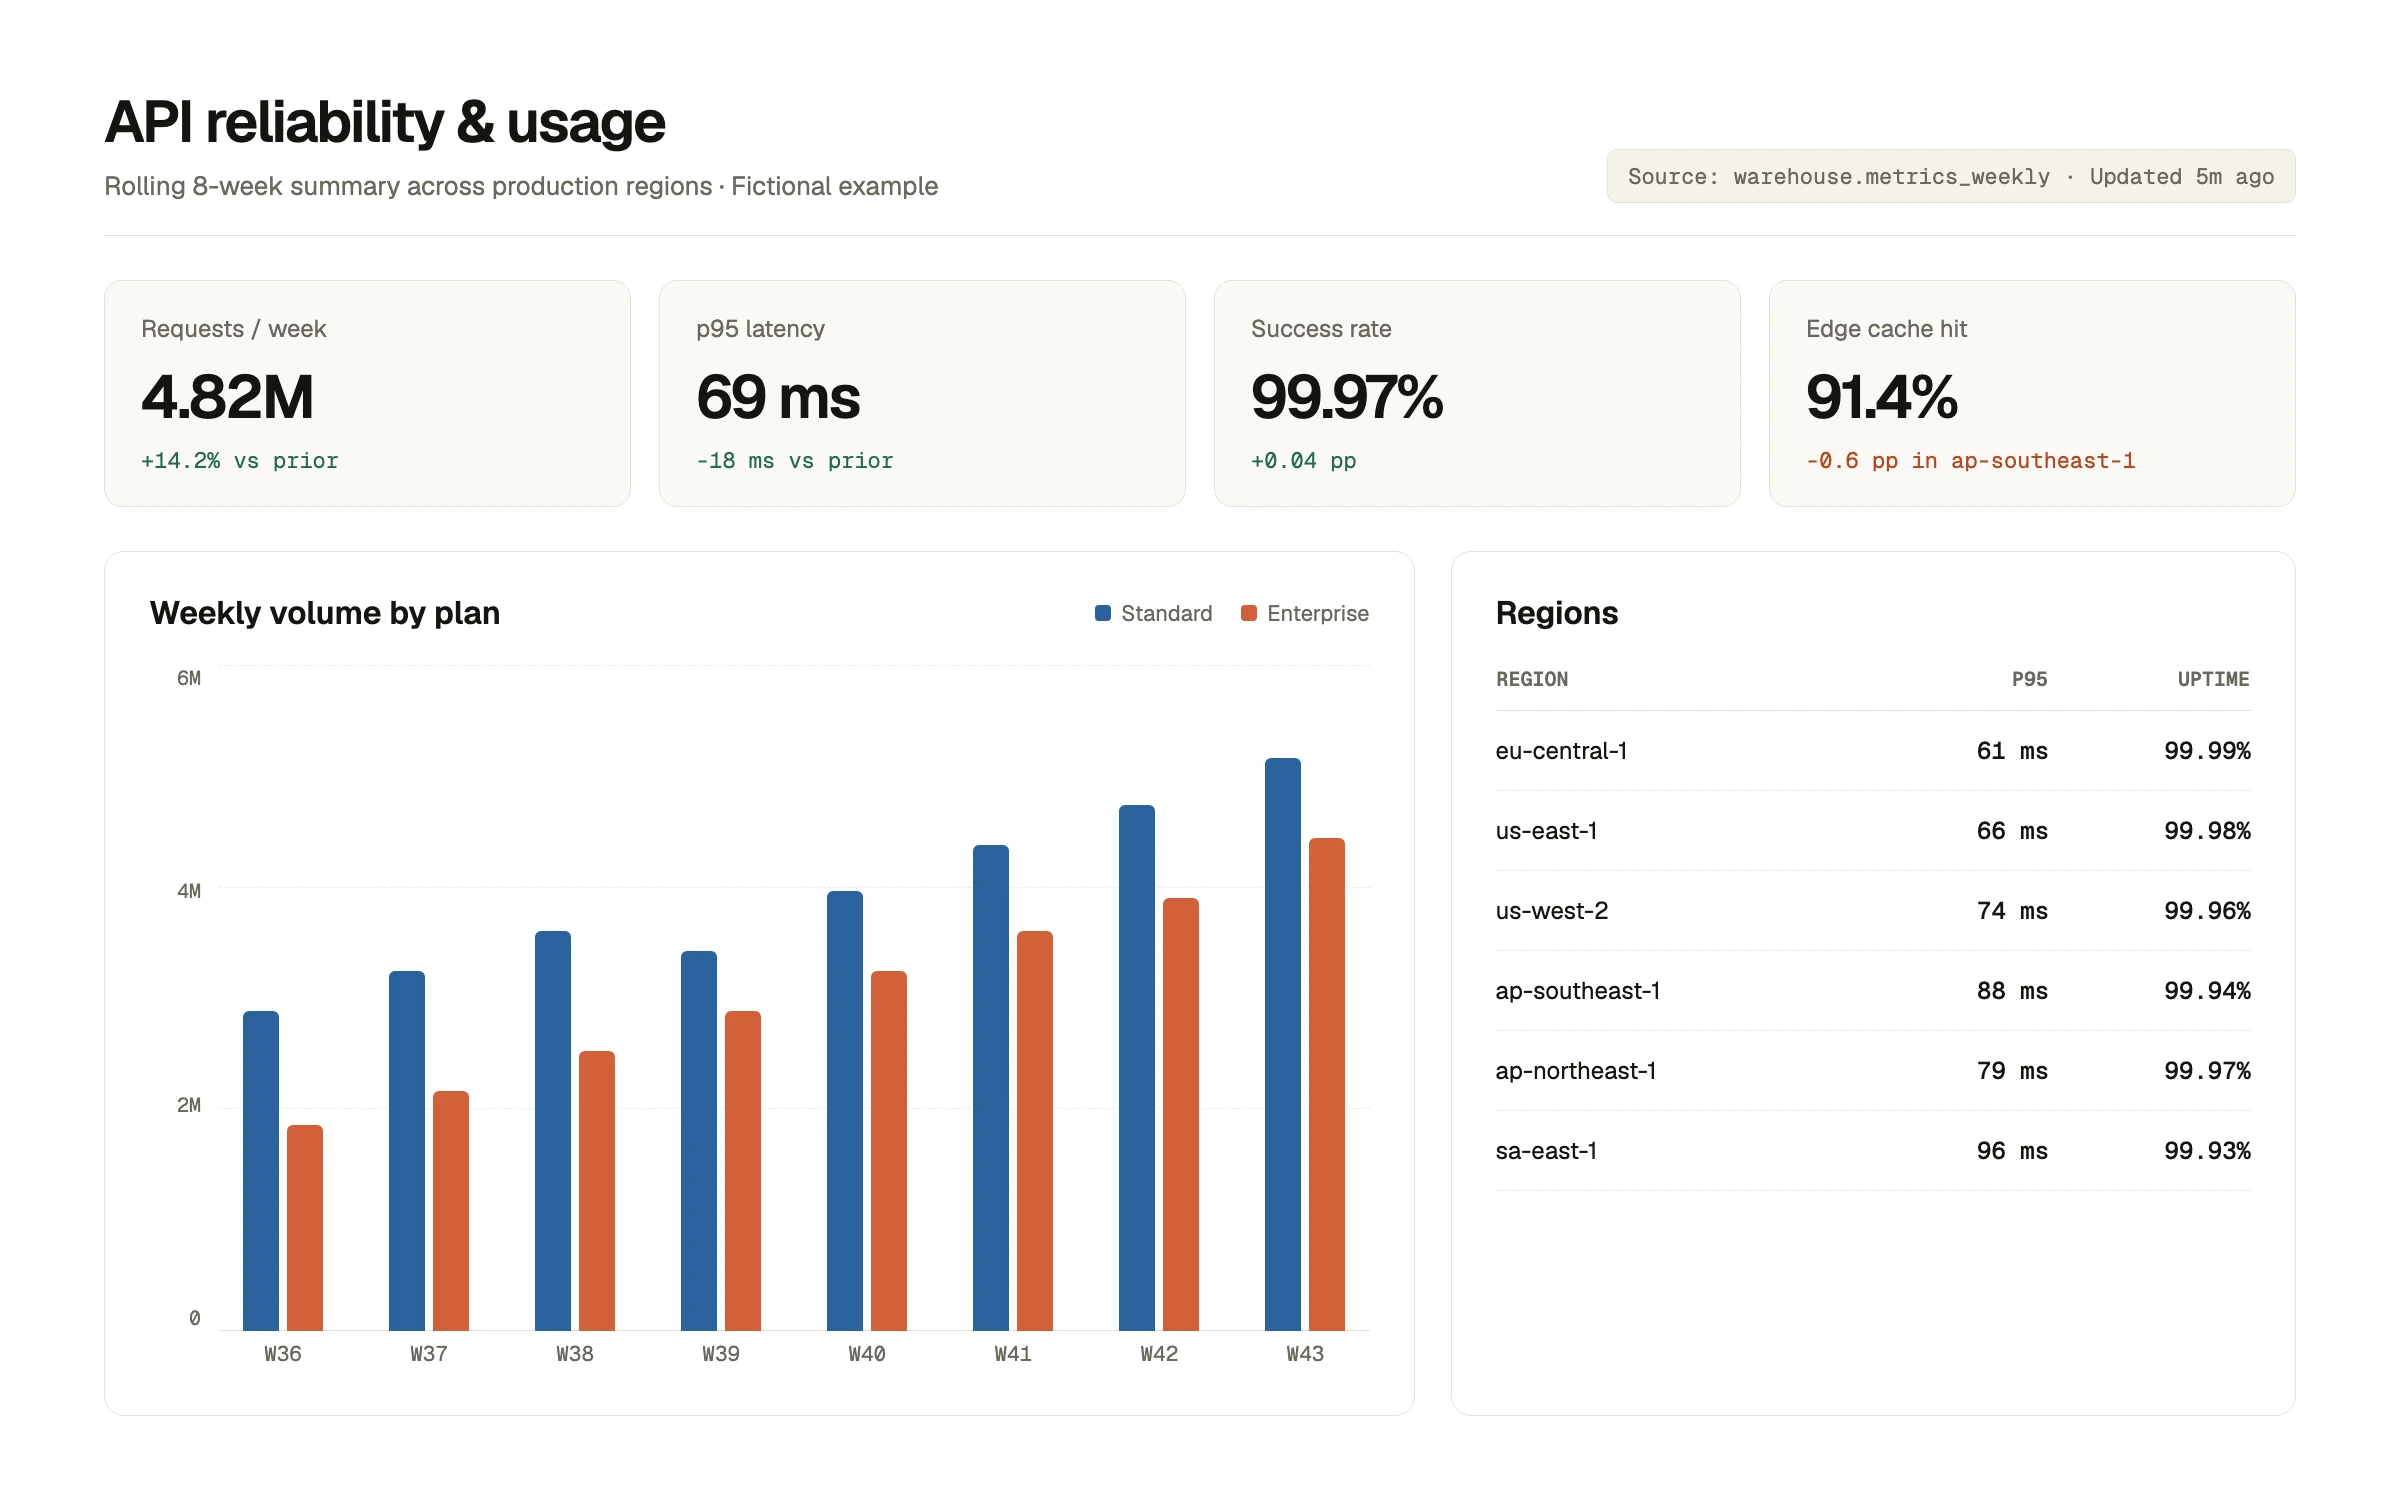 API reliability & usage
Rolling 8-week summary across production regions · Fictional example
Source: warehouse.metrics_weekly · Updated 5m ago
Requests / week
4.82M
+14.2% vs prior
p95 latency
69 ms
-18 ms vs prior
Success rate
99.97%
+0.04 pp
Edge cache hit
91.4%
-0.6 pp in ap-southeast-1
Weekly volume by plan
Standard
Enterprise
6M
4M
2M
0
W36 W37 W38 W39 W40 W41 W42 W43
Regions
REGION P95 UPTIME
eu-central-1 61 ms 99.99%
us-east-1 66 ms 99.98%
us-west-2 74 ms 99.96%
ap-southeast-1 88 ms 99.94%
ap-northeast-1 79 ms 99.97%
sa-east-1 96 ms 99.93%